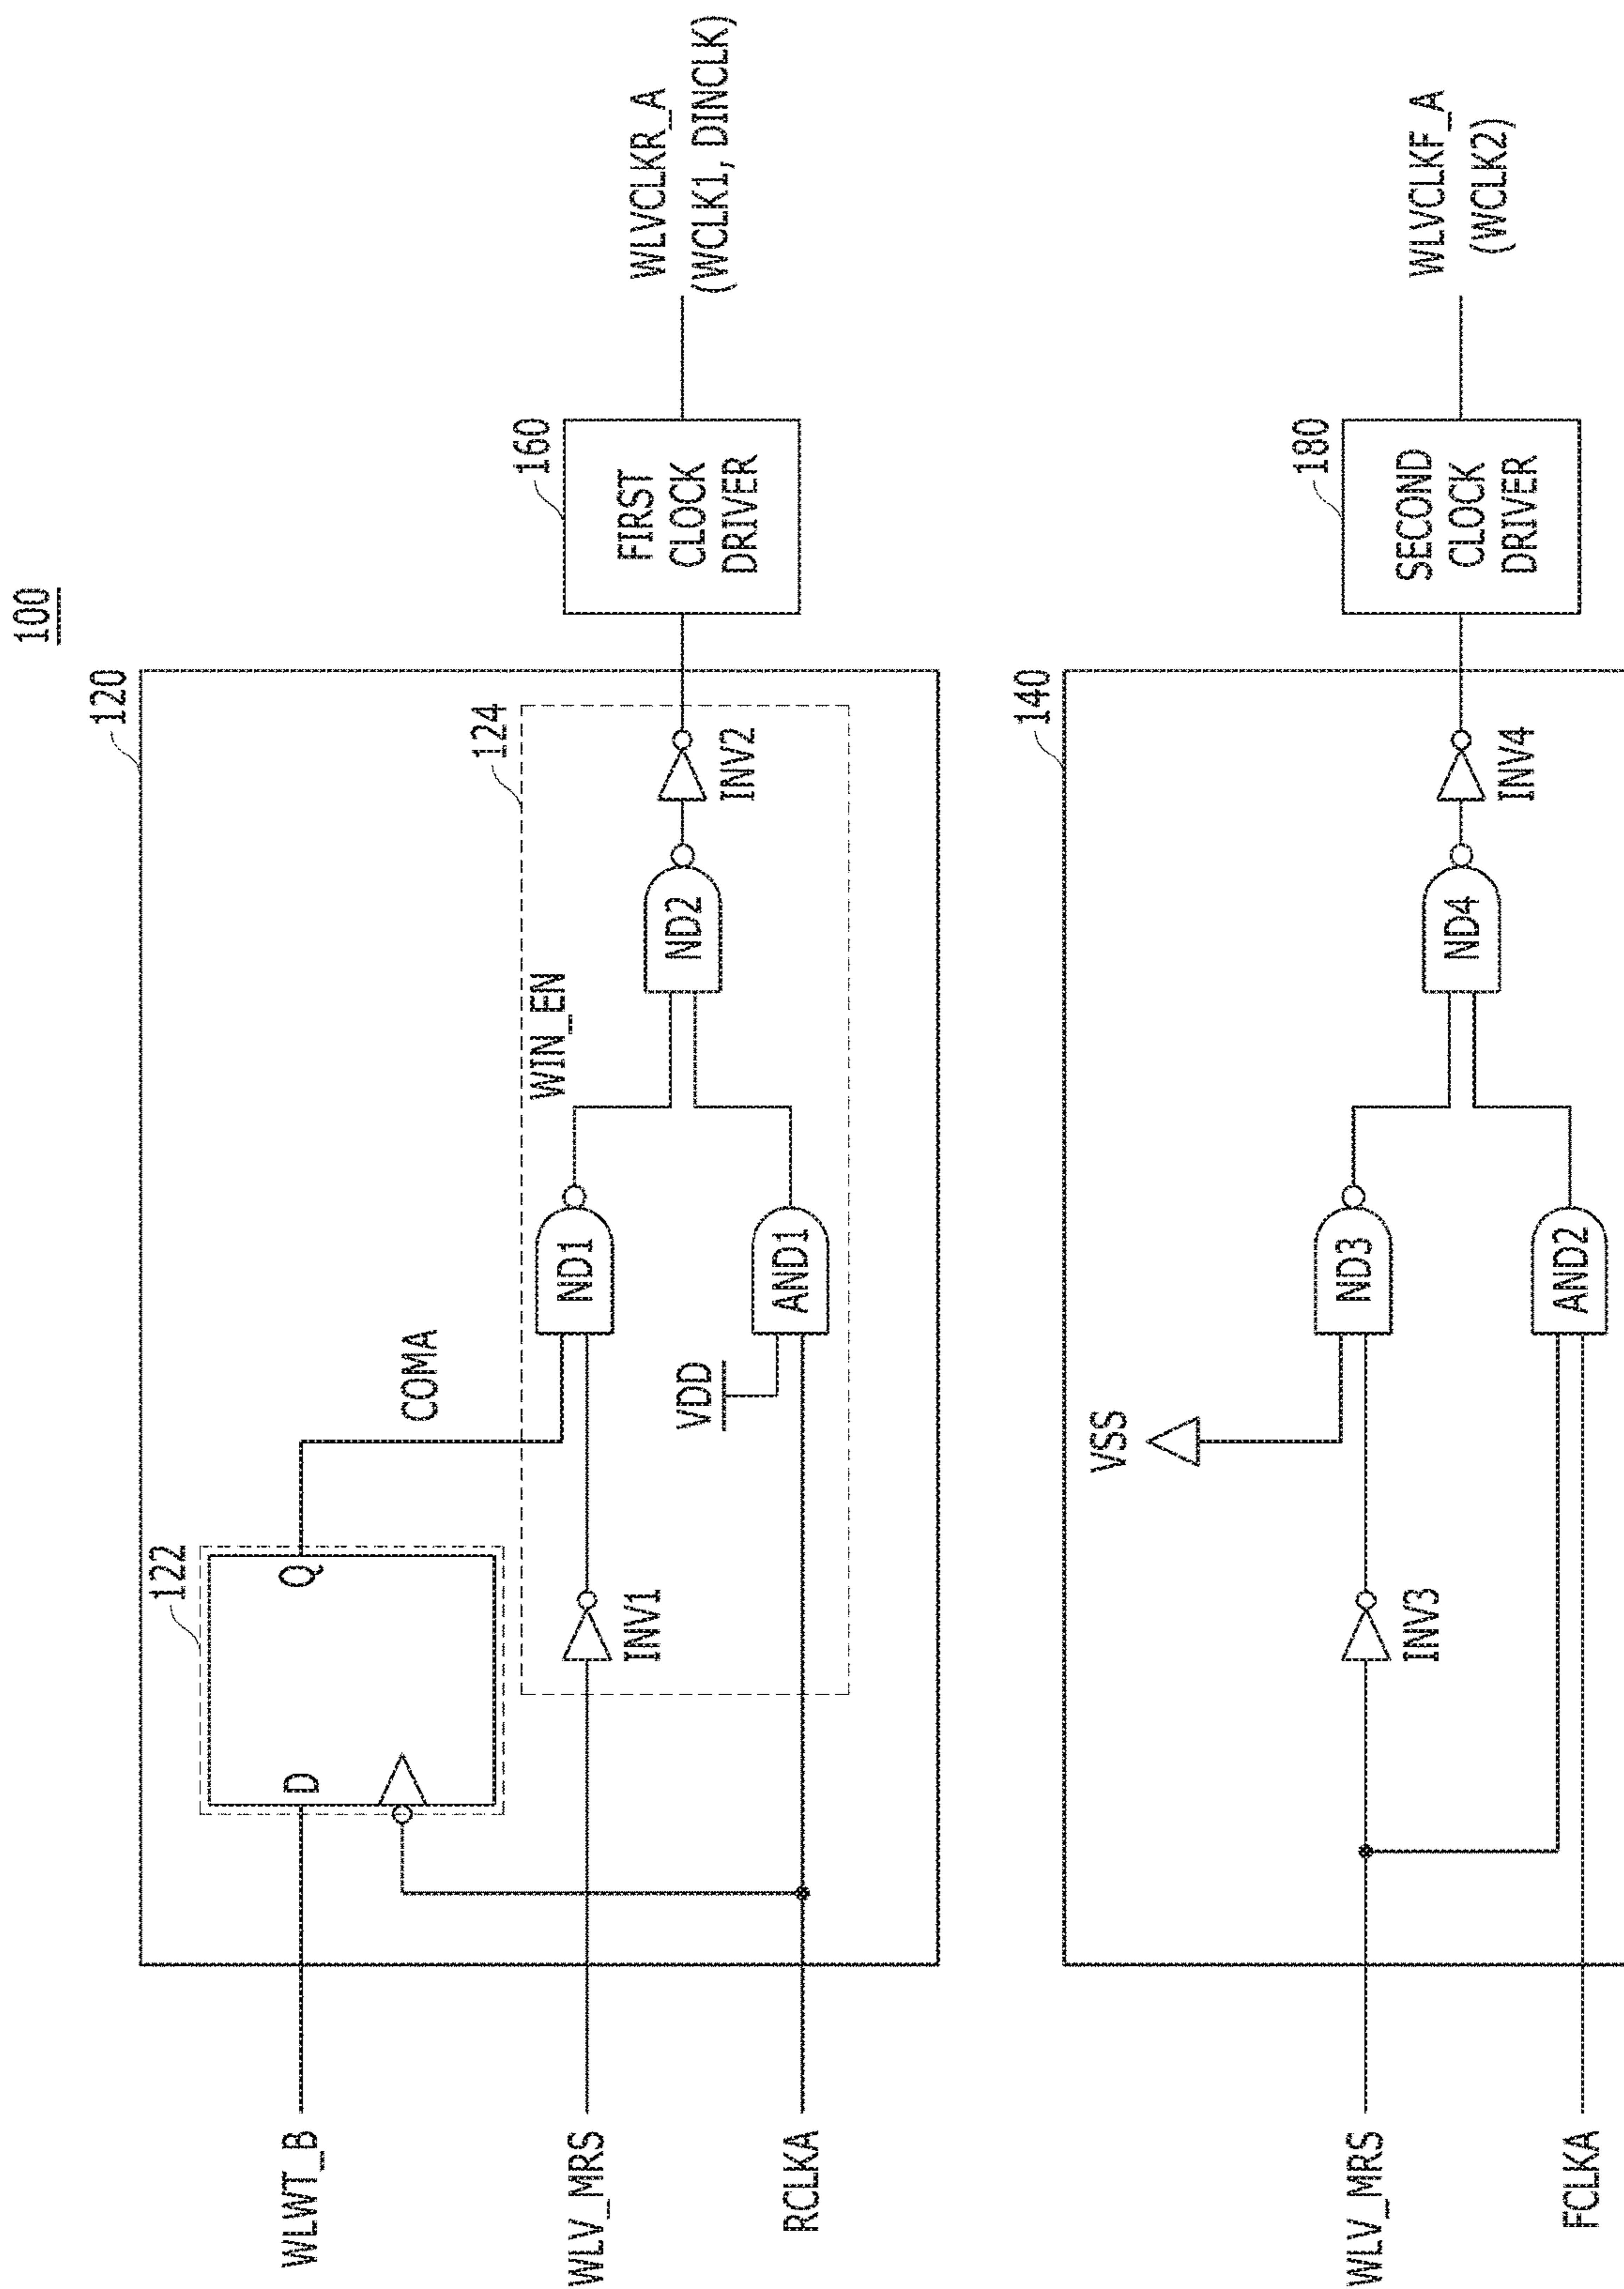 100
120
122
D
Q
COMA
124
WIN_EN
ND1
ND2
INV1
INV2
VDD
AND1
WLWT_B
WLV_MRS
RCLKA
160
FIRST
CLOCK
DRIVER
WLVCLKR_A
(WCLK1, DINCLK)
140
VSS
ND3
ND4
INV3
INV4
AND2
WLV_MRS
FCLKA
180
SECOND
CLOCK
DRIVER
WLVCLKF_A
(WCLK2)